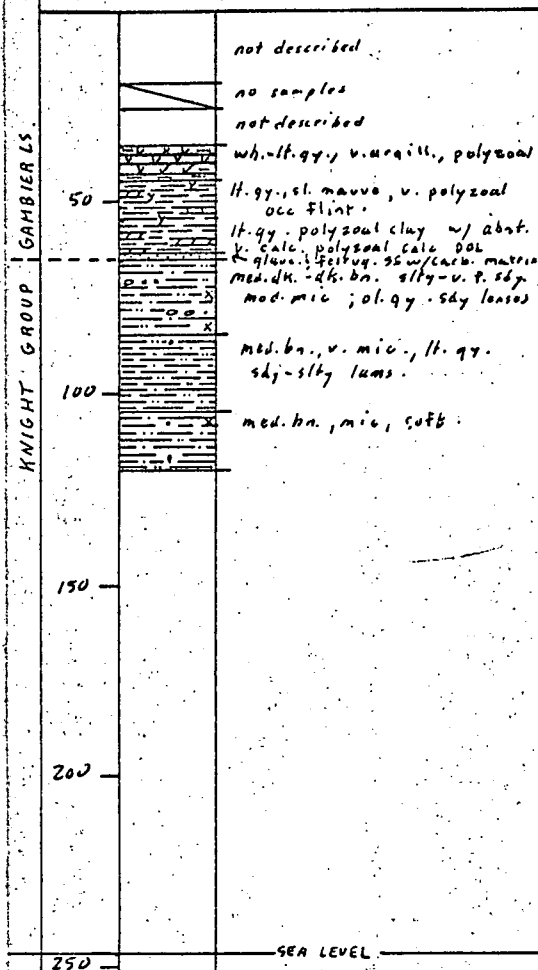 not described
no samples
not described
wh.-lt.gy., v.argill., polyzoal
50
lt.gy., sl. mauve, v. polyzoal
occ flint.
lt.gy. polyzoal clay w/ abnt.
v. calc. polyzoal calc DOL
glauc. & ferrug. SS w/carb. matrix
med.dk.-dk.bn. slty-v.f. sdy.
mod.mic ; ol.gy. sdy lenses
med.bn., v. mic., lt. gy.
sdy-slty lams.
100
med.bn., mic, soft.
150
200
SEA LEVEL
250
GAMBIER LS.
KNIGHT GROUP